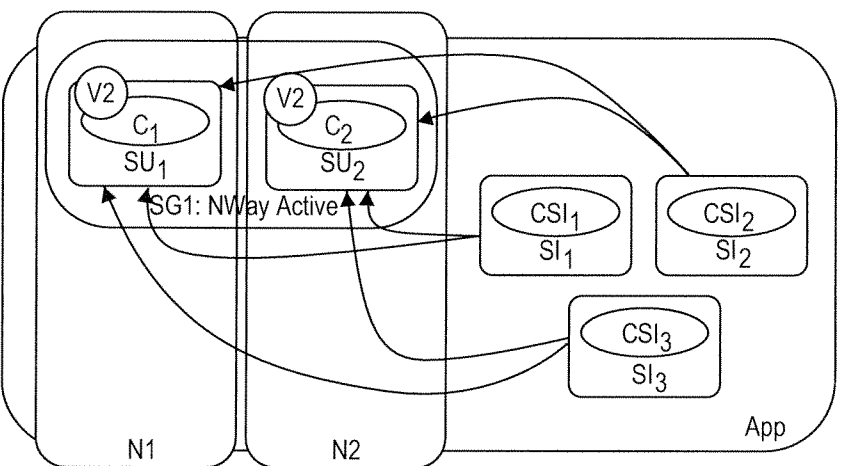 V2
C1
SU1
V2
C2
SU2
SG1: NWay Active
CSI1
SI1
CSI2
SI2
CSI3
SI3
App
N1
N2